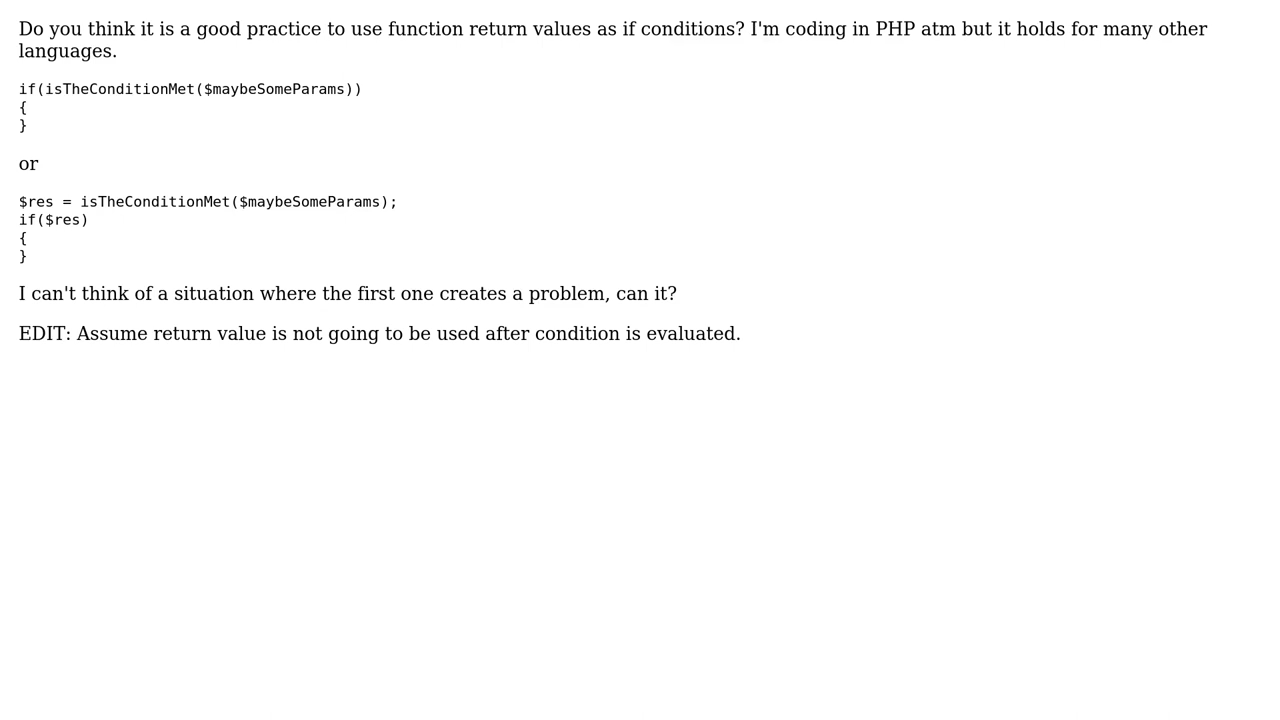 Do you think it is a good practice to use function return values as if conditions? I'm coding in PHP atm but it holds for many other
languages.
if(isTheConditionMet($maybeSomeParams))
{
}
or
$res = isTheConditionMet($maybeSomeParams);
if($res)
{
}
I can't think of a situation where the first one creates a problem, can it?
EDIT: Assume return value is not going to be used after condition is evaluated.